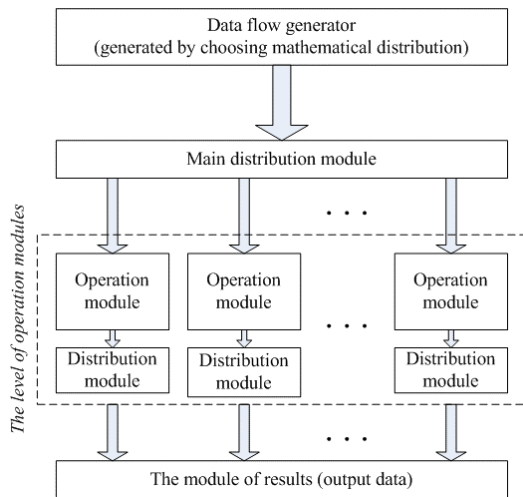 Data flow generator
(generated by choosing mathematical distribution)
Main distribution module
. . .
The level of operation modules
Operation
module
Operation
module
. . .
Operation
module
Distribution
module
Distribution
module
Distribution
module
. . .
The module of results (output data)